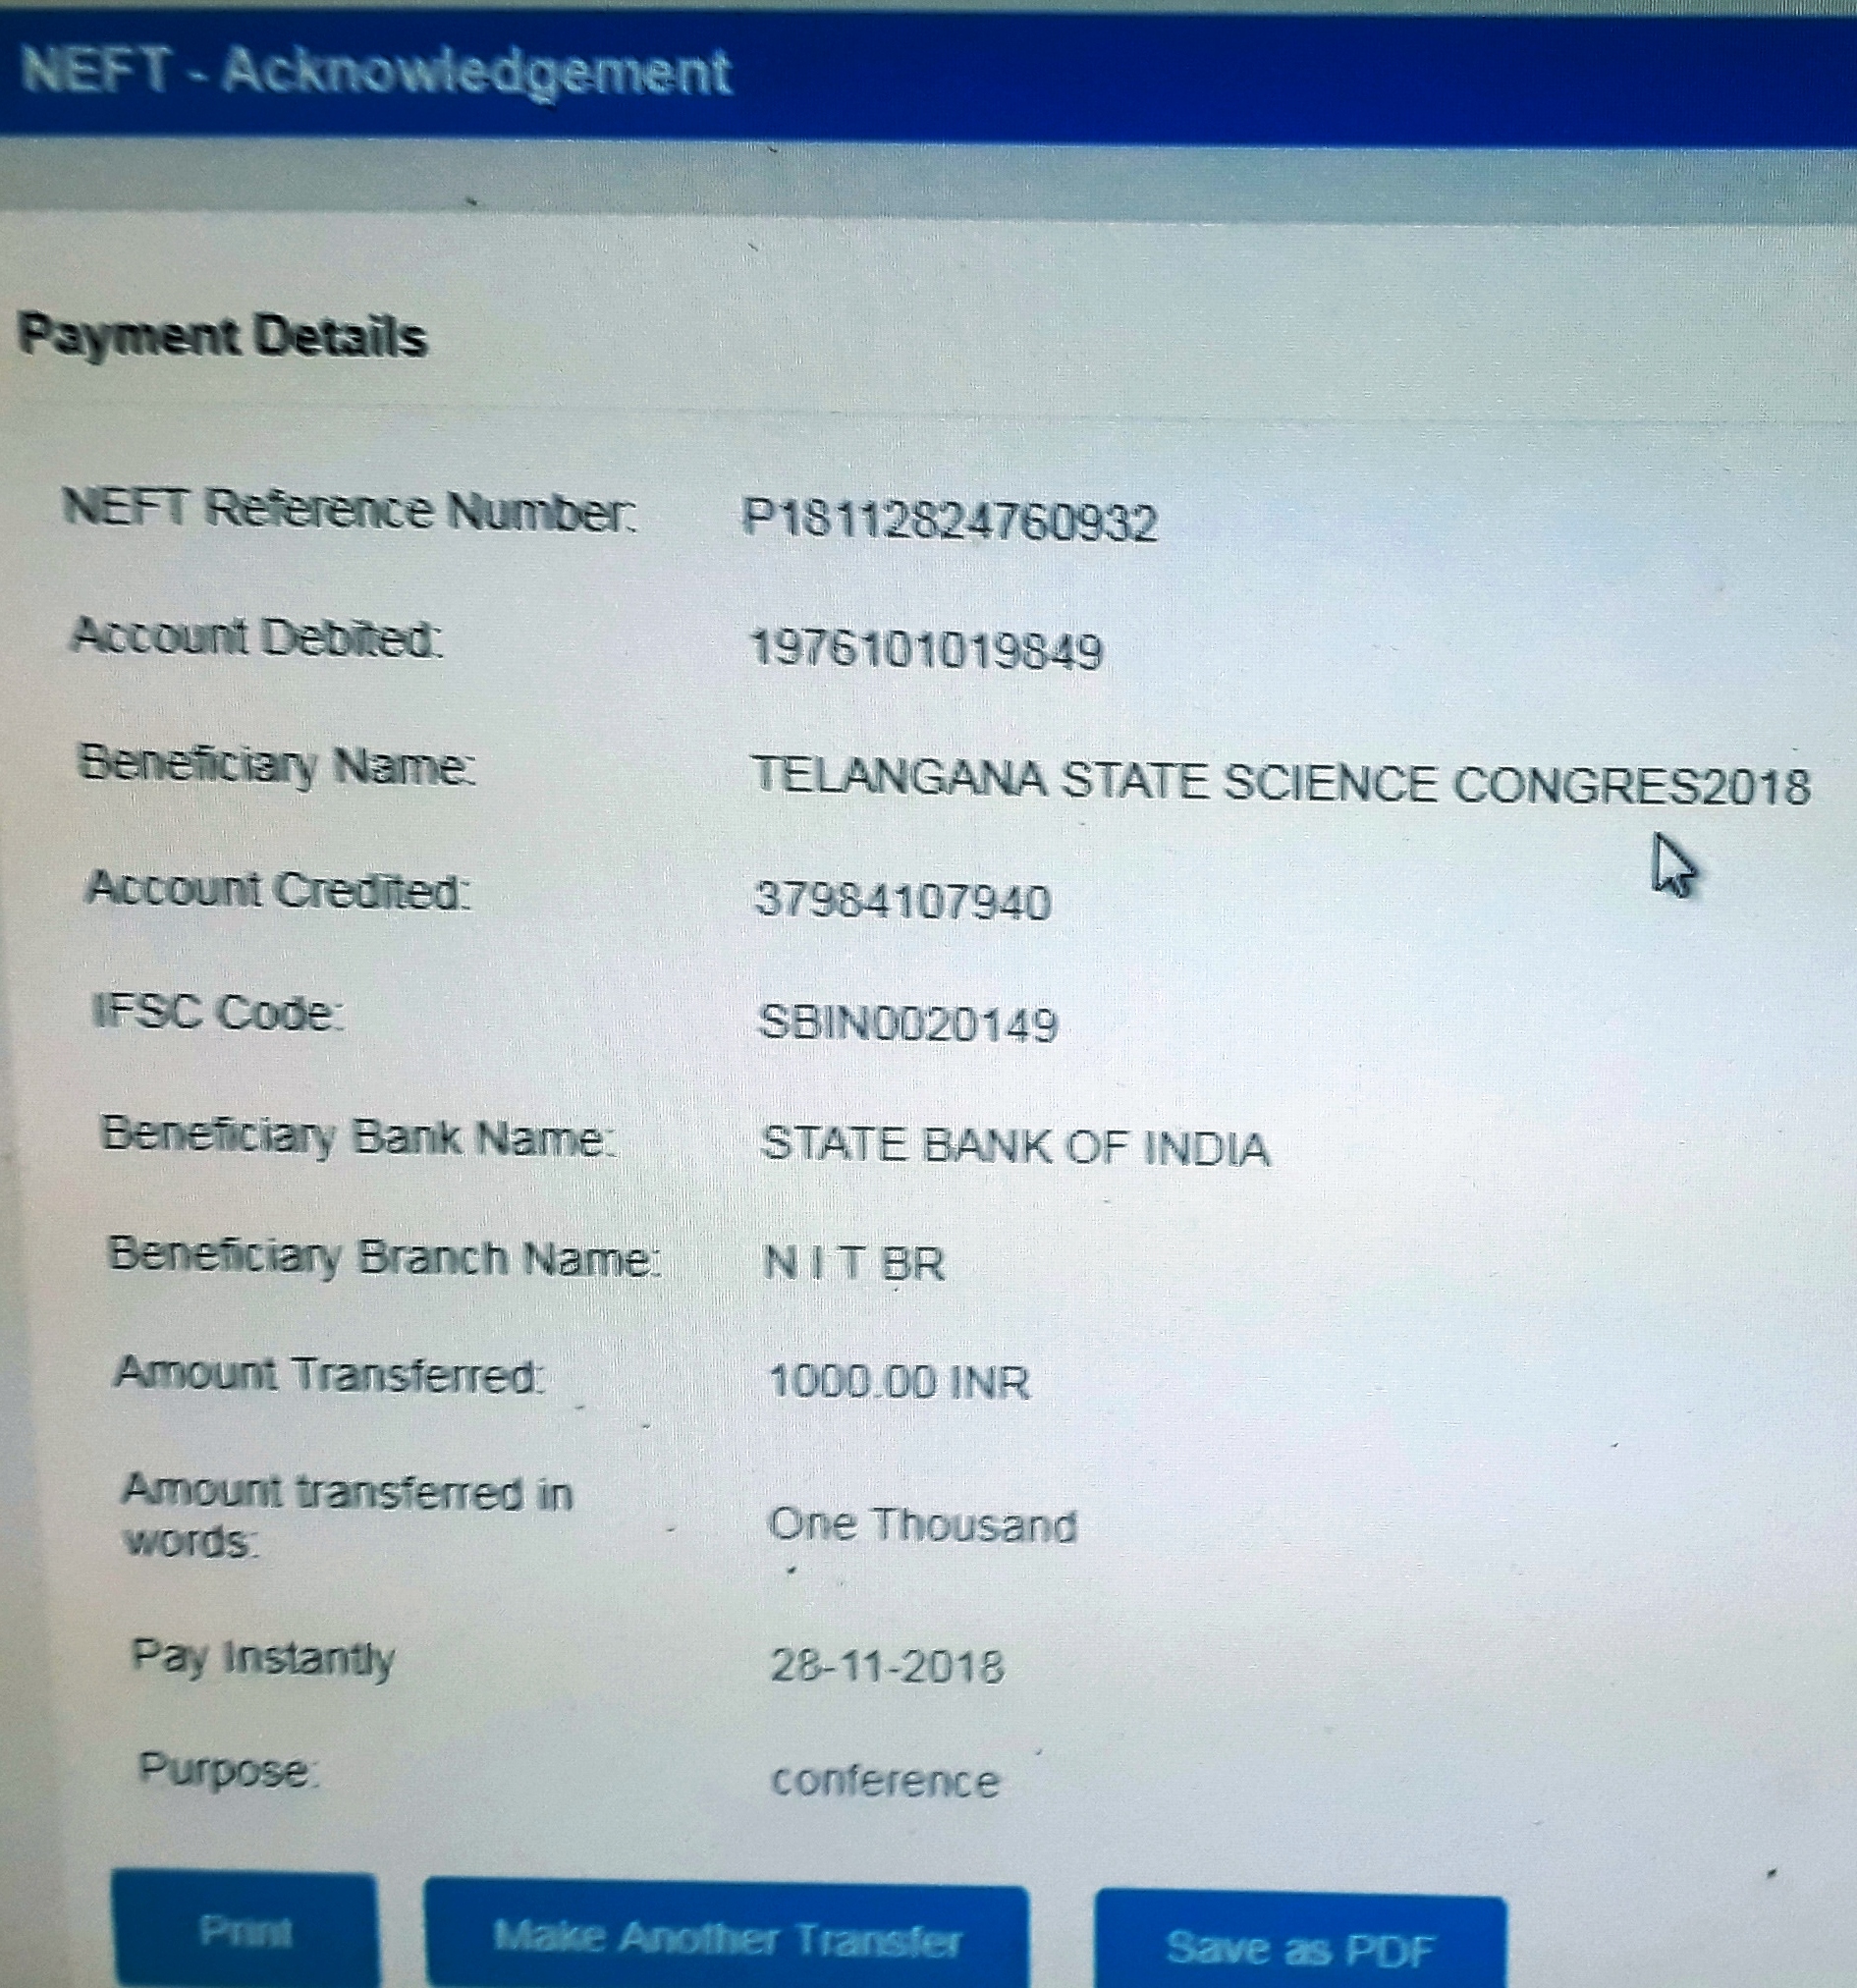 NEFT - Acknowledgement
Payment Details
NEFT Reference Number: P18112824760932
Account Debited: 1976101019849
Beneficiary Name: TELANGANA STATE SCIENCE CONGRES2018
Account Credited: 37984107940
IFSC Code: SBIN0020149
Beneficiary Bank Name: STATE BANK OF INDIA
Beneficiary Branch Name: N I T BR
Amount Transferred: 1000.00 INR
Amount transferred in
words: One Thousand
Pay Instantly 28-11-2018
Purpose: conference
Print Make Another Transfer Save as PDF